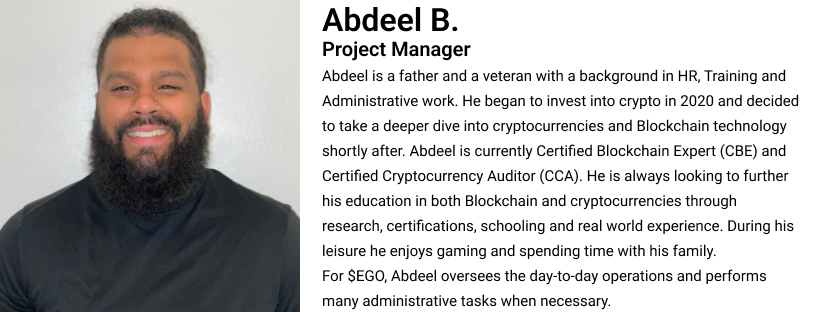 Abdeel B.
Project Manager
Abdeel is a father and a veteran with a background in HR, Training and
Administrative work. He began to invest into crypto in 2020 and decided
to take a deeper dive into cryptocurrencies and Blockchain technology
shortly after. Abdeel is currently Certified Blockchain Expert (CBE) and
Certified Cryptocurrency Auditor (CCA). He is always looking to further
his education in both Blockchain and cryptocurrencies through
research, certifications, schooling and real world experience. During his
leisure he enjoys gaming and spending time with his family.
For $EGO, Abdeel oversees the day-to-day operations and performs
many administrative tasks when necessary.